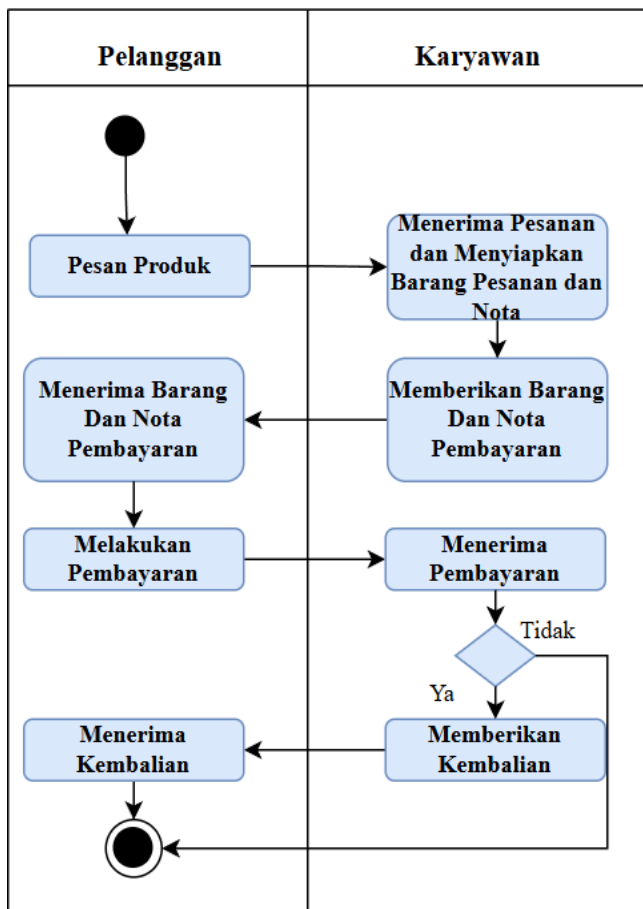 Pelanggan
Karyawan
Pesan Produk
Menerima Pesanan
dan Menyiapkan
Barang Pesanan dan
Nota
Memberikan Barang
Dan Nota
Pembayaran
Menerima Barang
Dan Nota
Pembayaran
Melakukan
Pembayaran
Menerima
Pembayaran
Tidak
Ya
Memberikan
Kembalian
Menerima
Kembalian